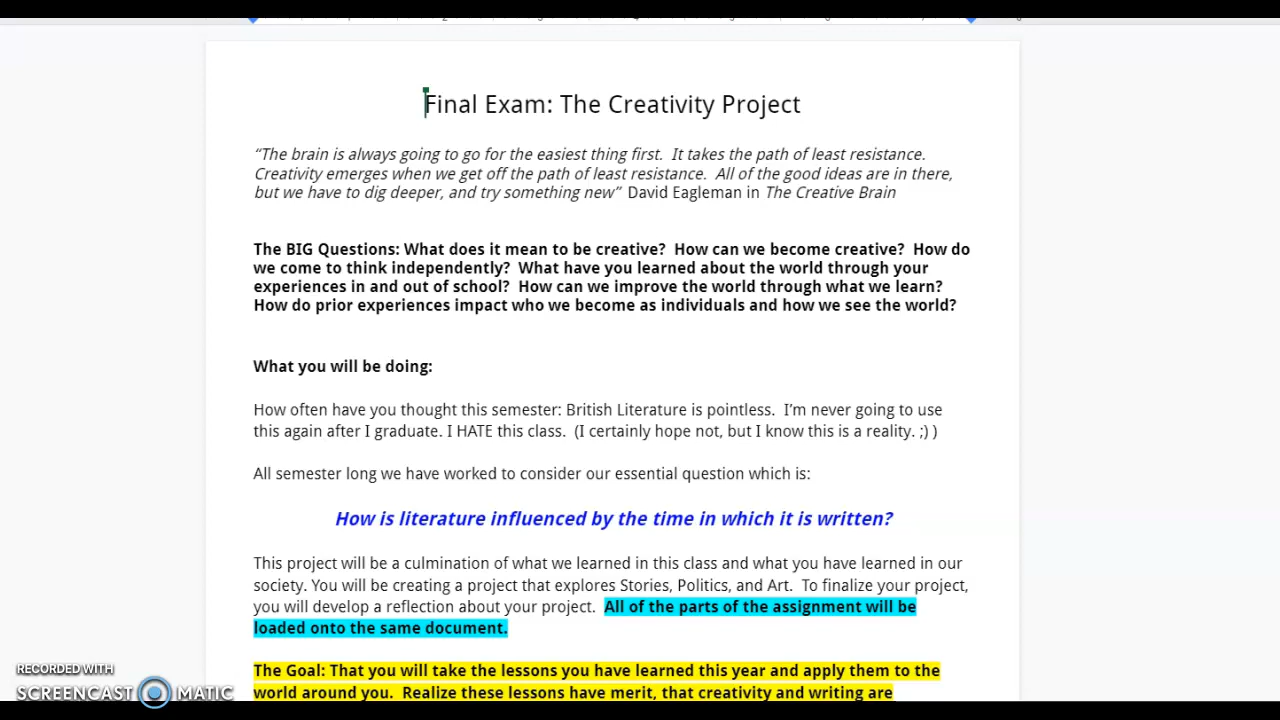 Final Exam: The Creativity Project
“The brain is always going to go for the easiest thing first.  It takes the path of least resistance.
Creativity emerges when we get off the path of least resistance.  All of the good ideas are in there,
but we have to dig deeper, and try something new”  David Eagleman in The Creative Brain
The BIG Questions: What does it mean to be creative?  How can we become creative?  How do
we come to think independently?  What have you learned about the world through your
experiences in and out of school?  How can we improve the world through what we learn?
How do prior experiences impact who we become as individuals and how we see the world?
What you will be doing:
How often have you thought this semester: British Literature is pointless.  I’m never going to use
this again after I graduate. I HATE this class.  (I certainly hope not, but I know this is a reality. ;) )
All semester long we have worked to consider our essential question which is:
How is literature influenced by the time in which it is written?
This project will be a culmination of what we learned in this class and what you have learned in our
society. You will be creating a project that explores Stories, Politics, and Art.  To finalize your project,
you will develop a reflection about your project.  All of the parts of the assignment will be
loaded onto the same document.
The Goal: That you will take the lessons you have learned this year and apply them to the
world around you.  Realize these lessons have merit, that creativity and writing are
RECORDED WITH
SCREENCAST MATIC